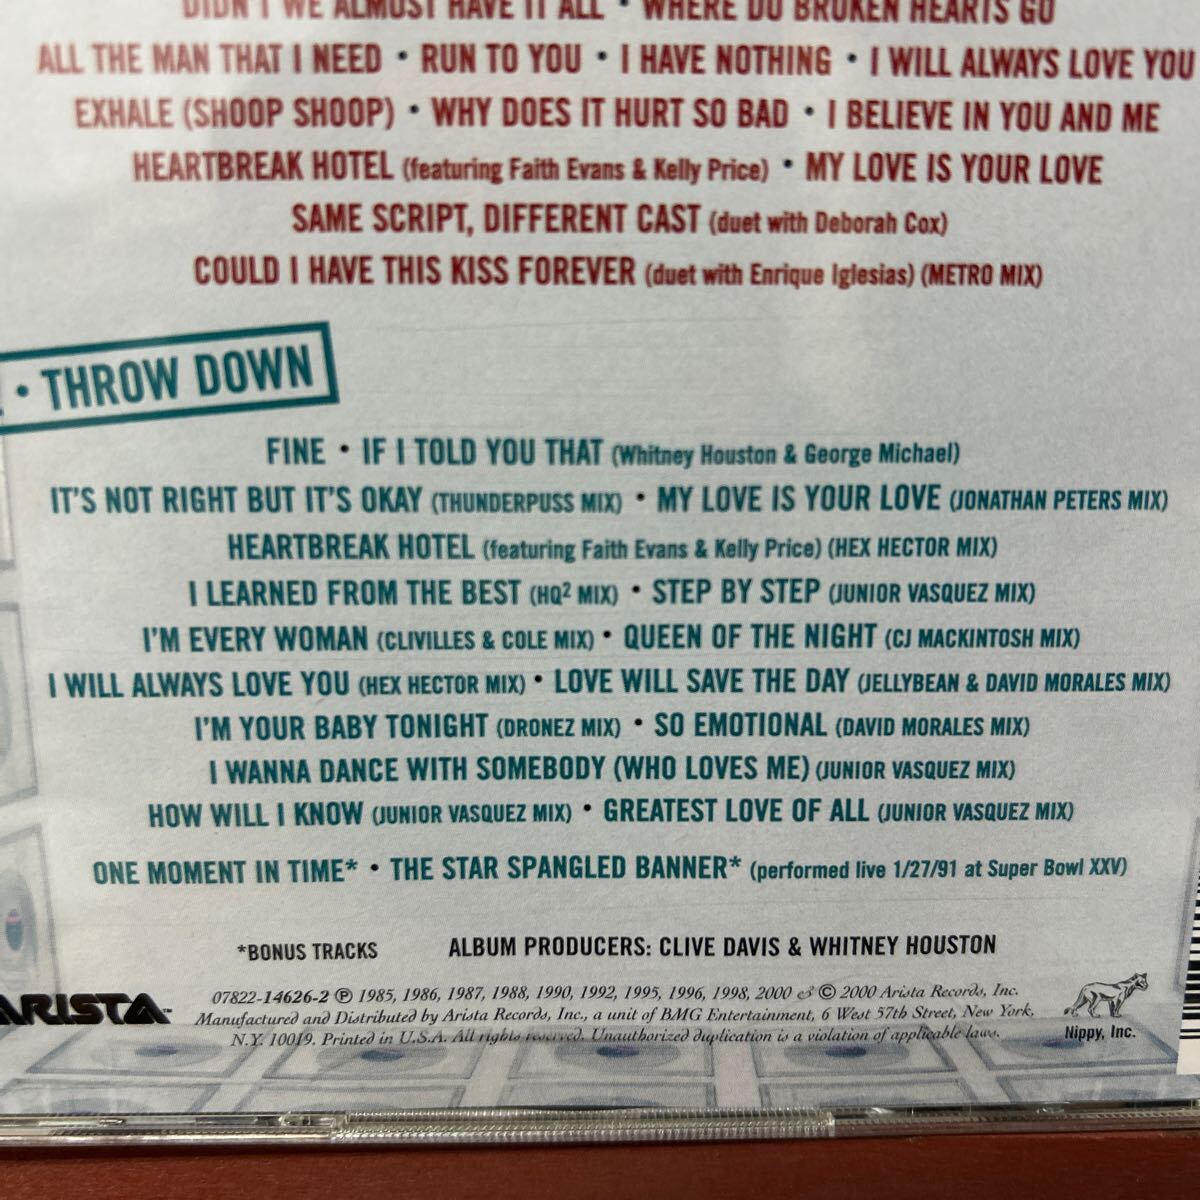 DIDN'T WE ALMOST HAVE IT ALL • WHERE DO BROKEN HEARTS GO
ALL THE MAN THAT I NEED • RUN TO YOU • I HAVE NOTHING • I WILL ALWAYS LOVE YOU
EXHALE (SHOOP SHOOP) • WHY DOES IT HURT SO BAD • I BELIEVE IN YOU AND ME
HEARTBREAK HOTEL (featuring Faith Evans & Kelly Price) • MY LOVE IS YOUR LOVE
SAME SCRIPT, DIFFERENT CAST (duet with Deborah Cox)
COULD I HAVE THIS KISS FOREVER (duet with Enrique Iglesias) (METRO MIX)
• THROW DOWN
FINE • IF I TOLD YOU THAT (Whitney Houston & George Michael)
IT'S NOT RIGHT BUT IT'S OKAY (THUNDERPUSS MIX) • MY LOVE IS YOUR LOVE (JONATHAN PETERS MIX)
HEARTBREAK HOTEL (featuring Faith Evans & Kelly Price) (HEX HECTOR MIX)
I LEARNED FROM THE BEST (HQ² MIX) • STEP BY STEP (JUNIOR VASQUEZ MIX)
I'M EVERY WOMAN (CLIVILLES & COLE MIX) • QUEEN OF THE NIGHT (CJ MACKINTOSH MIX)
I WILL ALWAYS LOVE YOU (HEX HECTOR MIX) • LOVE WILL SAVE THE DAY (JELLYBEAN & DAVID MORALES MIX)
I'M YOUR BABY TONIGHT (DRONEZ MIX) • SO EMOTIONAL (DAVID MORALES MIX)
I WANNA DANCE WITH SOMEBODY (WHO LOVES ME) (JUNIOR VASQUEZ MIX)
HOW WILL I KNOW (JUNIOR VASQUEZ MIX) • GREATEST LOVE OF ALL (JUNIOR VASQUEZ MIX)
ONE MOMENT IN TIME* • THE STAR SPANGLED BANNER* (performed live 1/27/91 at Super Bowl XXV)
*BONUS TRACKS ALBUM PRODUCERS: CLIVE DAVIS & WHITNEY HOUSTON
ARISTA™
07822-14626-2 ℗ 1985, 1986, 1987, 1988, 1990, 1992, 1995, 1996, 1998, 2000 & © 2000 Arista Records, Inc.
Manufactured and Distributed by Arista Records, Inc., a unit of BMG Entertainment, 6 West 57th Street, New York,
N.Y. 10019. Printed in U.S.A. All rights reserved. Unauthorized duplication is a violation of applicable laws.
Nippy, Inc.